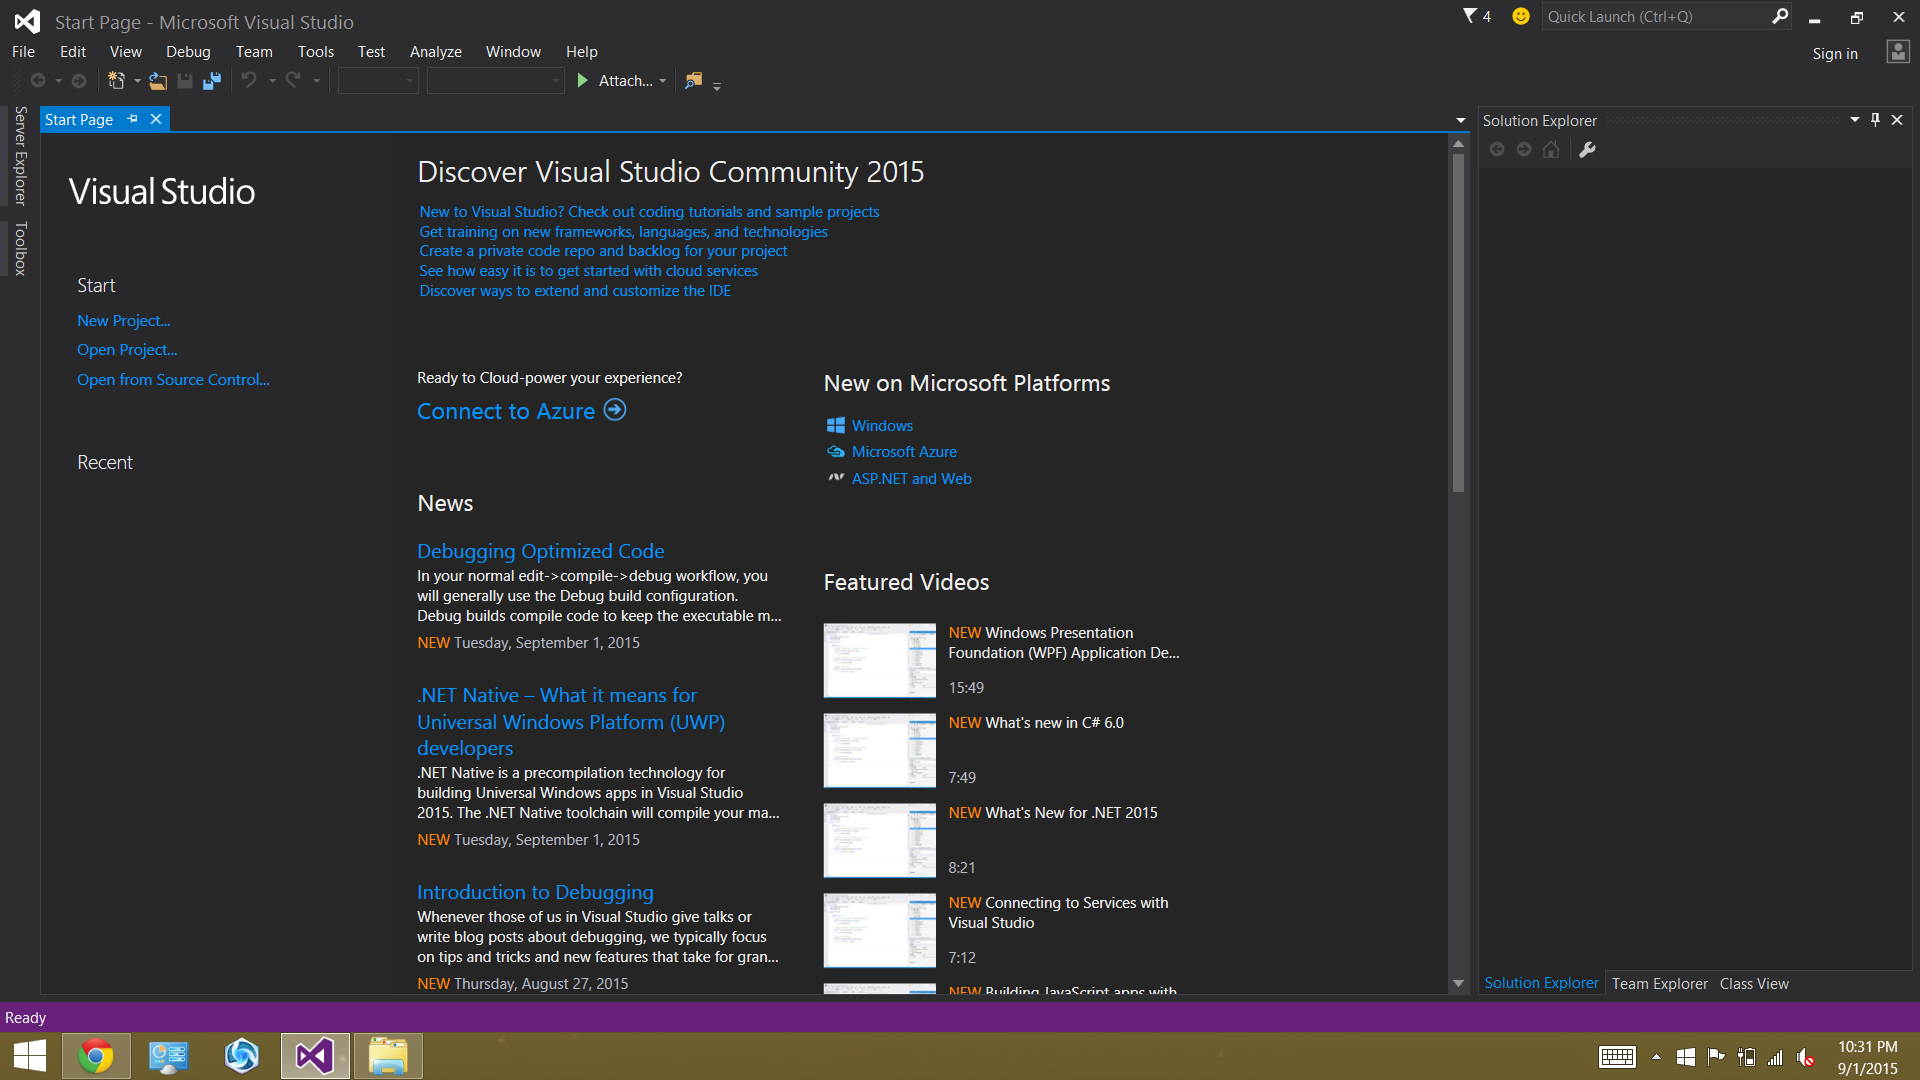 Start Page - Microsoft Visual Studio
4
Quick Launch (Ctrl+Q)
File Edit View Debug Team Tools Test Analyze Window Help
Sign in
Attach...
Server Explorer
Toolbox
Start Page
Visual Studio
Start
New Project...
Open Project...
Open from Source Control...
Recent
Discover Visual Studio Community 2015
New to Visual Studio? Check out coding tutorials and sample projects
Get training on new frameworks, languages, and technologies
Create a private code repo and backlog for your project
See how easy it is to get started with cloud services
Discover ways to extend and customize the IDE
Ready to Cloud-power your experience?
Connect to Azure
News
Debugging Optimized Code
In your normal edit->compile->debug workflow, you
will generally use the Debug build configuration.
Debug builds compile code to keep the executable m...
NEW Tuesday, September 1, 2015
.NET Native – What it means for
Universal Windows Platform (UWP)
developers
.NET Native is a precompilation technology for
building Universal Windows apps in Visual Studio
2015. The .NET Native toolchain will compile your ma...
NEW Tuesday, September 1, 2015
Introduction to Debugging
Whenever those of us in Visual Studio give talks or
write blog posts about debugging, we typically focus
on tips and tricks and new features that take for gran...
NEW Thursday, August 27, 2015
New on Microsoft Platforms
Windows
Microsoft Azure
ASP.NET and Web
Featured Videos
NEW Windows Presentation
Foundation (WPF) Application De...
15:49
NEW What's new in C# 6.0
7:49
NEW What's New for .NET 2015
8:21
NEW Connecting to Services with
Visual Studio
7:12
NEW Building JavaScript apps with
Solution Explorer
Solution Explorer Team Explorer Class View
Ready
10:31 PM
9/1/2015